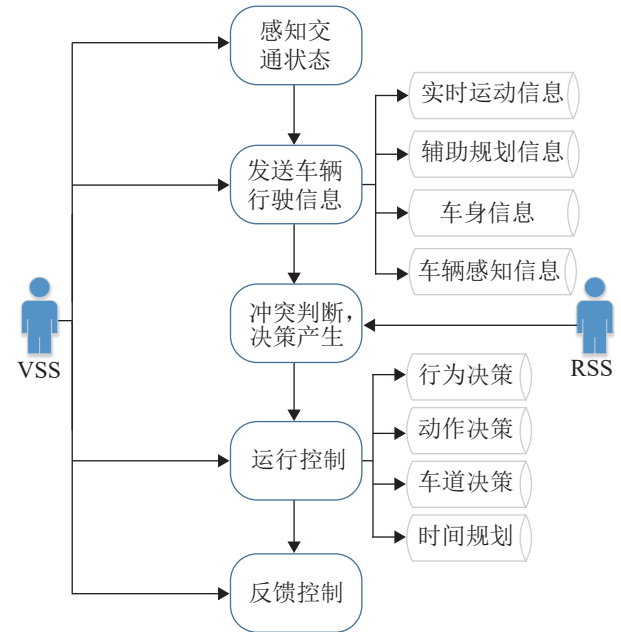 感知交
通状态
发送车辆
行驶信息
实时运动信息
辅助规划信息
车身信息
车辆感知信息
VSS
冲突判断，
决策产生
RSS
运行控制
行为决策
动作决策
车道决策
时间规划
反馈控制